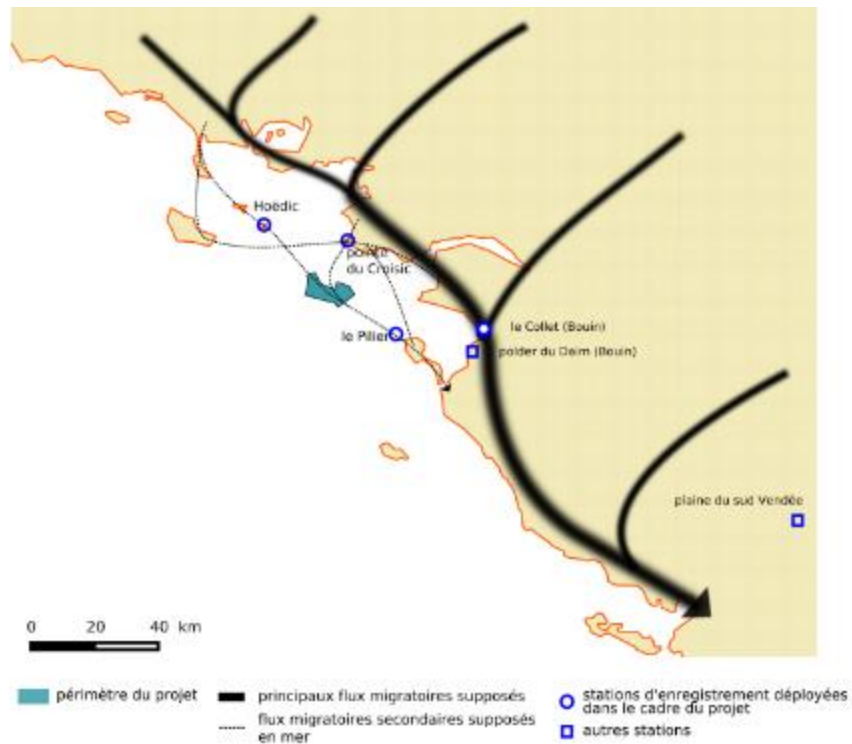 Hoëdic
pointe
du Croisic
le Pilier
le Collet (Bouin)
polder du Daim (Bouin)
plaine du sud Vendée
0 20 40 km
périmètre du projet
principaux flux migratoires supposés
flux migratoires secondaires supposés
en mer
stations d'enregistrement déployées
dans le cadre du projet
autres stations